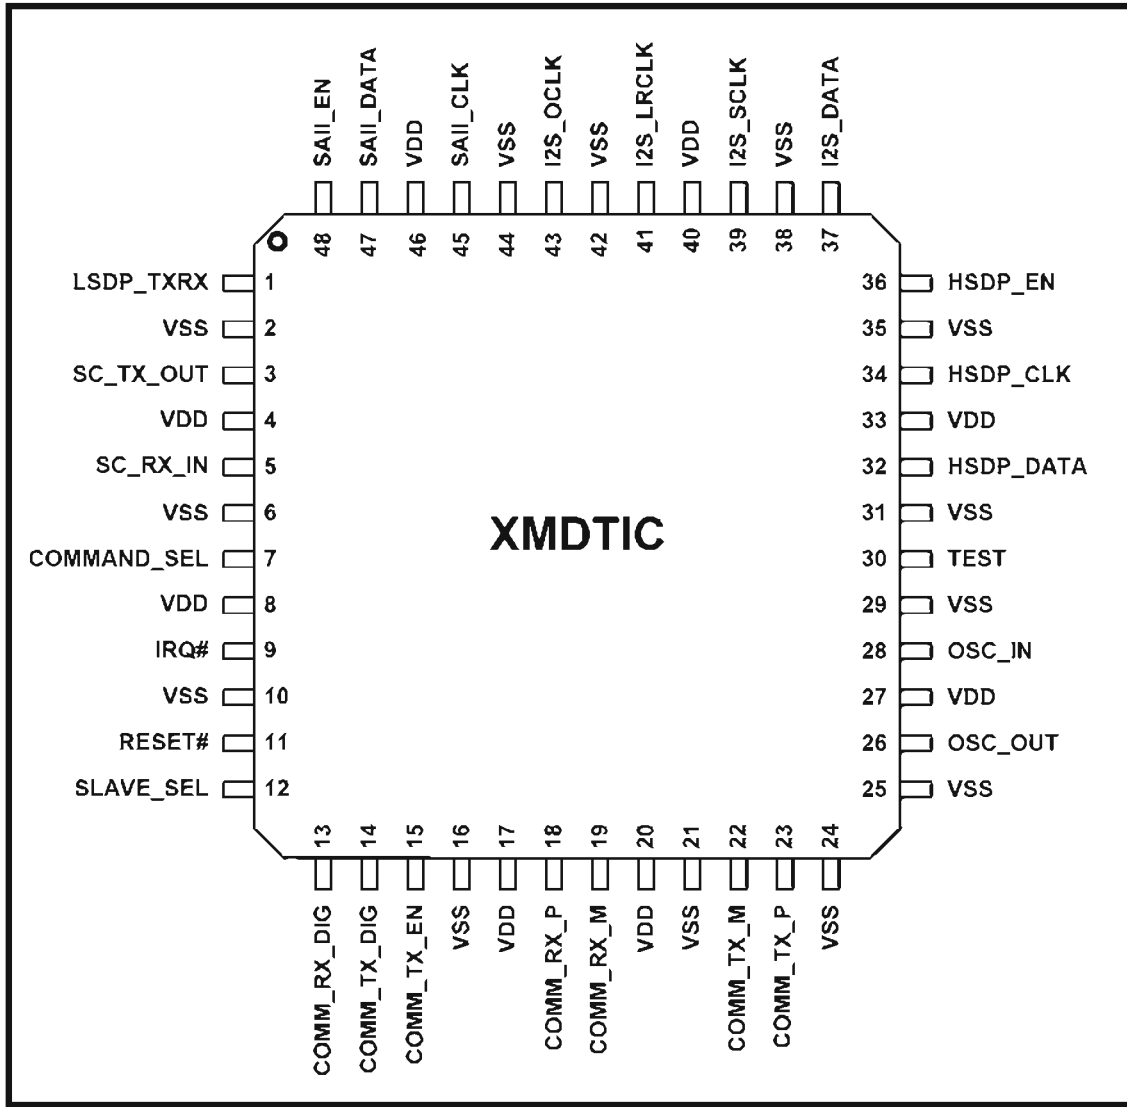 SAII_EN
SAII_DATA
VDD
SAII_CLK
VSS
I2S_OCLK
VSS
I2S_LRCLK
VDD
I2S_SCLK
VSS
I2S_DATA
48 47 46 45 44 43 42 41 40 39 38 37
LSDP_TXRX 1 36 HSDP_EN
VSS 2 35 VSS
SC_TX_OUT 3 34 HSDP_CLK
VDD 4 33 VDD
SC_RX_IN 5 32 HSDP_DATA
VSS 6 31 VSS
XMDTIC
COMMAND_SEL 7 30 TEST
VDD 8 29 VSS
IRQ# 9 28 OSC_IN
VSS 10 27 VDD
RESET# 11 26 OSC_OUT
SLAVE_SEL 12 25 VSS
13 14 15 16 17 18 19 20 21 22 23 24
COMM_RX_DIG
COMM_TX_DIG
COMM_TX_EN
VSS
VDD
COMM_RX_P
COMM_RX_M
VDD
VSS
COMM_TX_M
COMM_TX_P
VSS